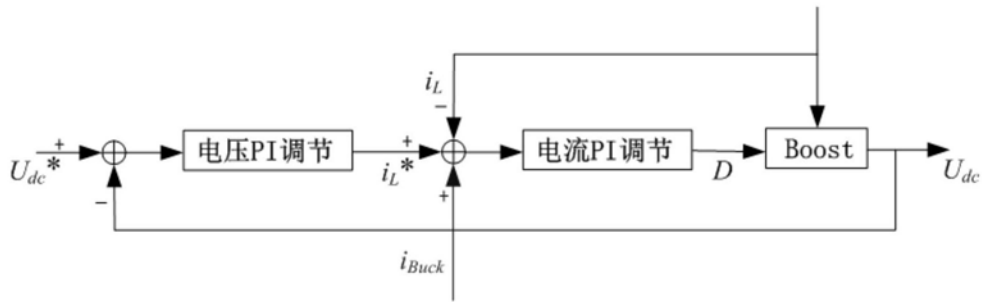 i_L
−
+
U_dc*
−
电压PI调节
+
i_L*
+
电流PI调节
D
Boost
U_dc
i_Buck